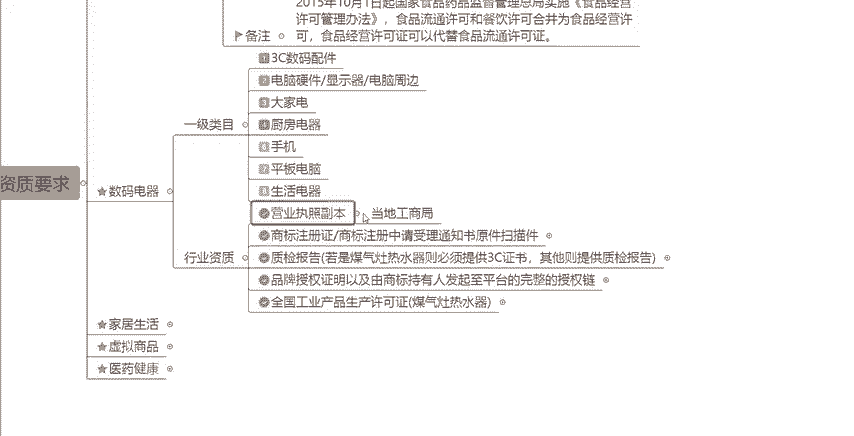 2015年10月1日起国家食品药品监督管理总局实施《食品经营
许可管理办法》，食品流通许可和餐饮许可合并为食品经营许
可，食品经营许可证可以代替食品流通许可证。
备注
3C数码配件
电脑硬件/显示器/电脑周边
大家电
一级类目
厨房电器
手机
平板电脑
资质要求
数码电器
生活电器
营业执照副本
当地工商局
商标注册证/商标注册申请受理通知书原件扫描件
行业资质
质检报告(若是煤气灶热水器则必须提供3C证书，其他则提供质检报告)
品牌授权证明以及由商标持有人发起至平台的完整的授权链
全国工业产品生产许可证(煤气灶热水器)
家居生活
虚拟商品
医药健康